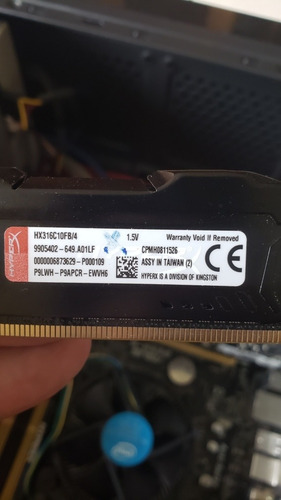 HYPERX
HX316C10FB/4 1.5V Warranty Void If Removed
9905402-649.A01LF CPMH0811526
0000006873629-P000109 ASSY IN TAIWAN (2)
P9LWH-P9APCR-EWVH6 HYPERX IS A DIVISION OF KINGSTON
CE
intel